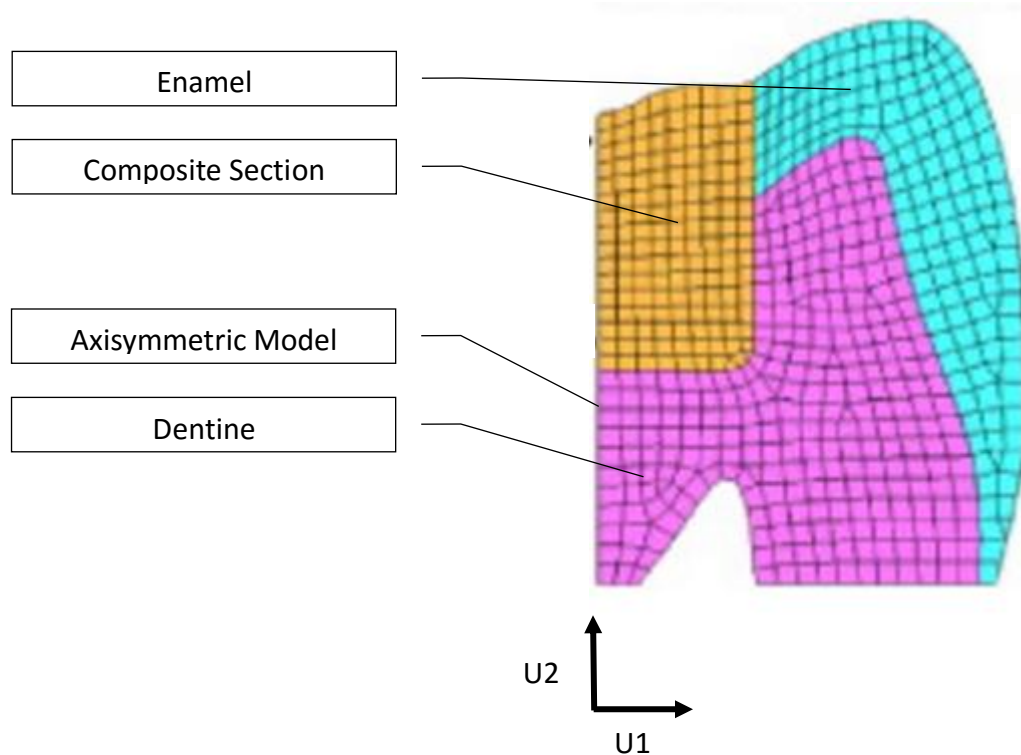 Enamel
Composite Section
Axisymmetric Model
Dentine
U2
U1